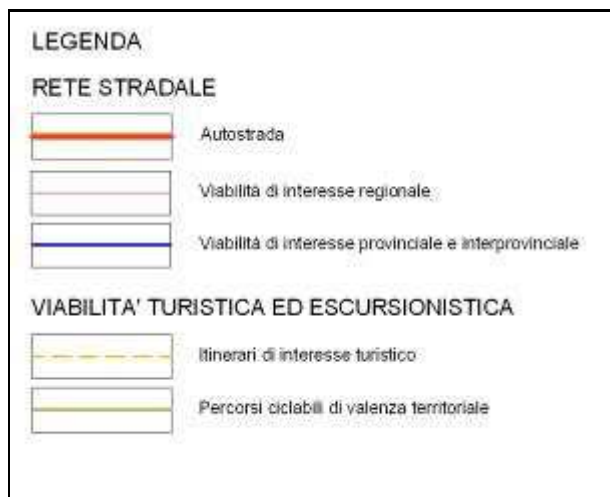 LEGENDA
RETE STRADALE
Autostrada
Viabilità di interesse regionale
Viabilità di interesse provinciale e interprovinciale
VIABILITA' TURISTICA ED ESCURSIONISTICA
Itinerari di interesse turistico
Percorsi ciclabili di valenza territoriale